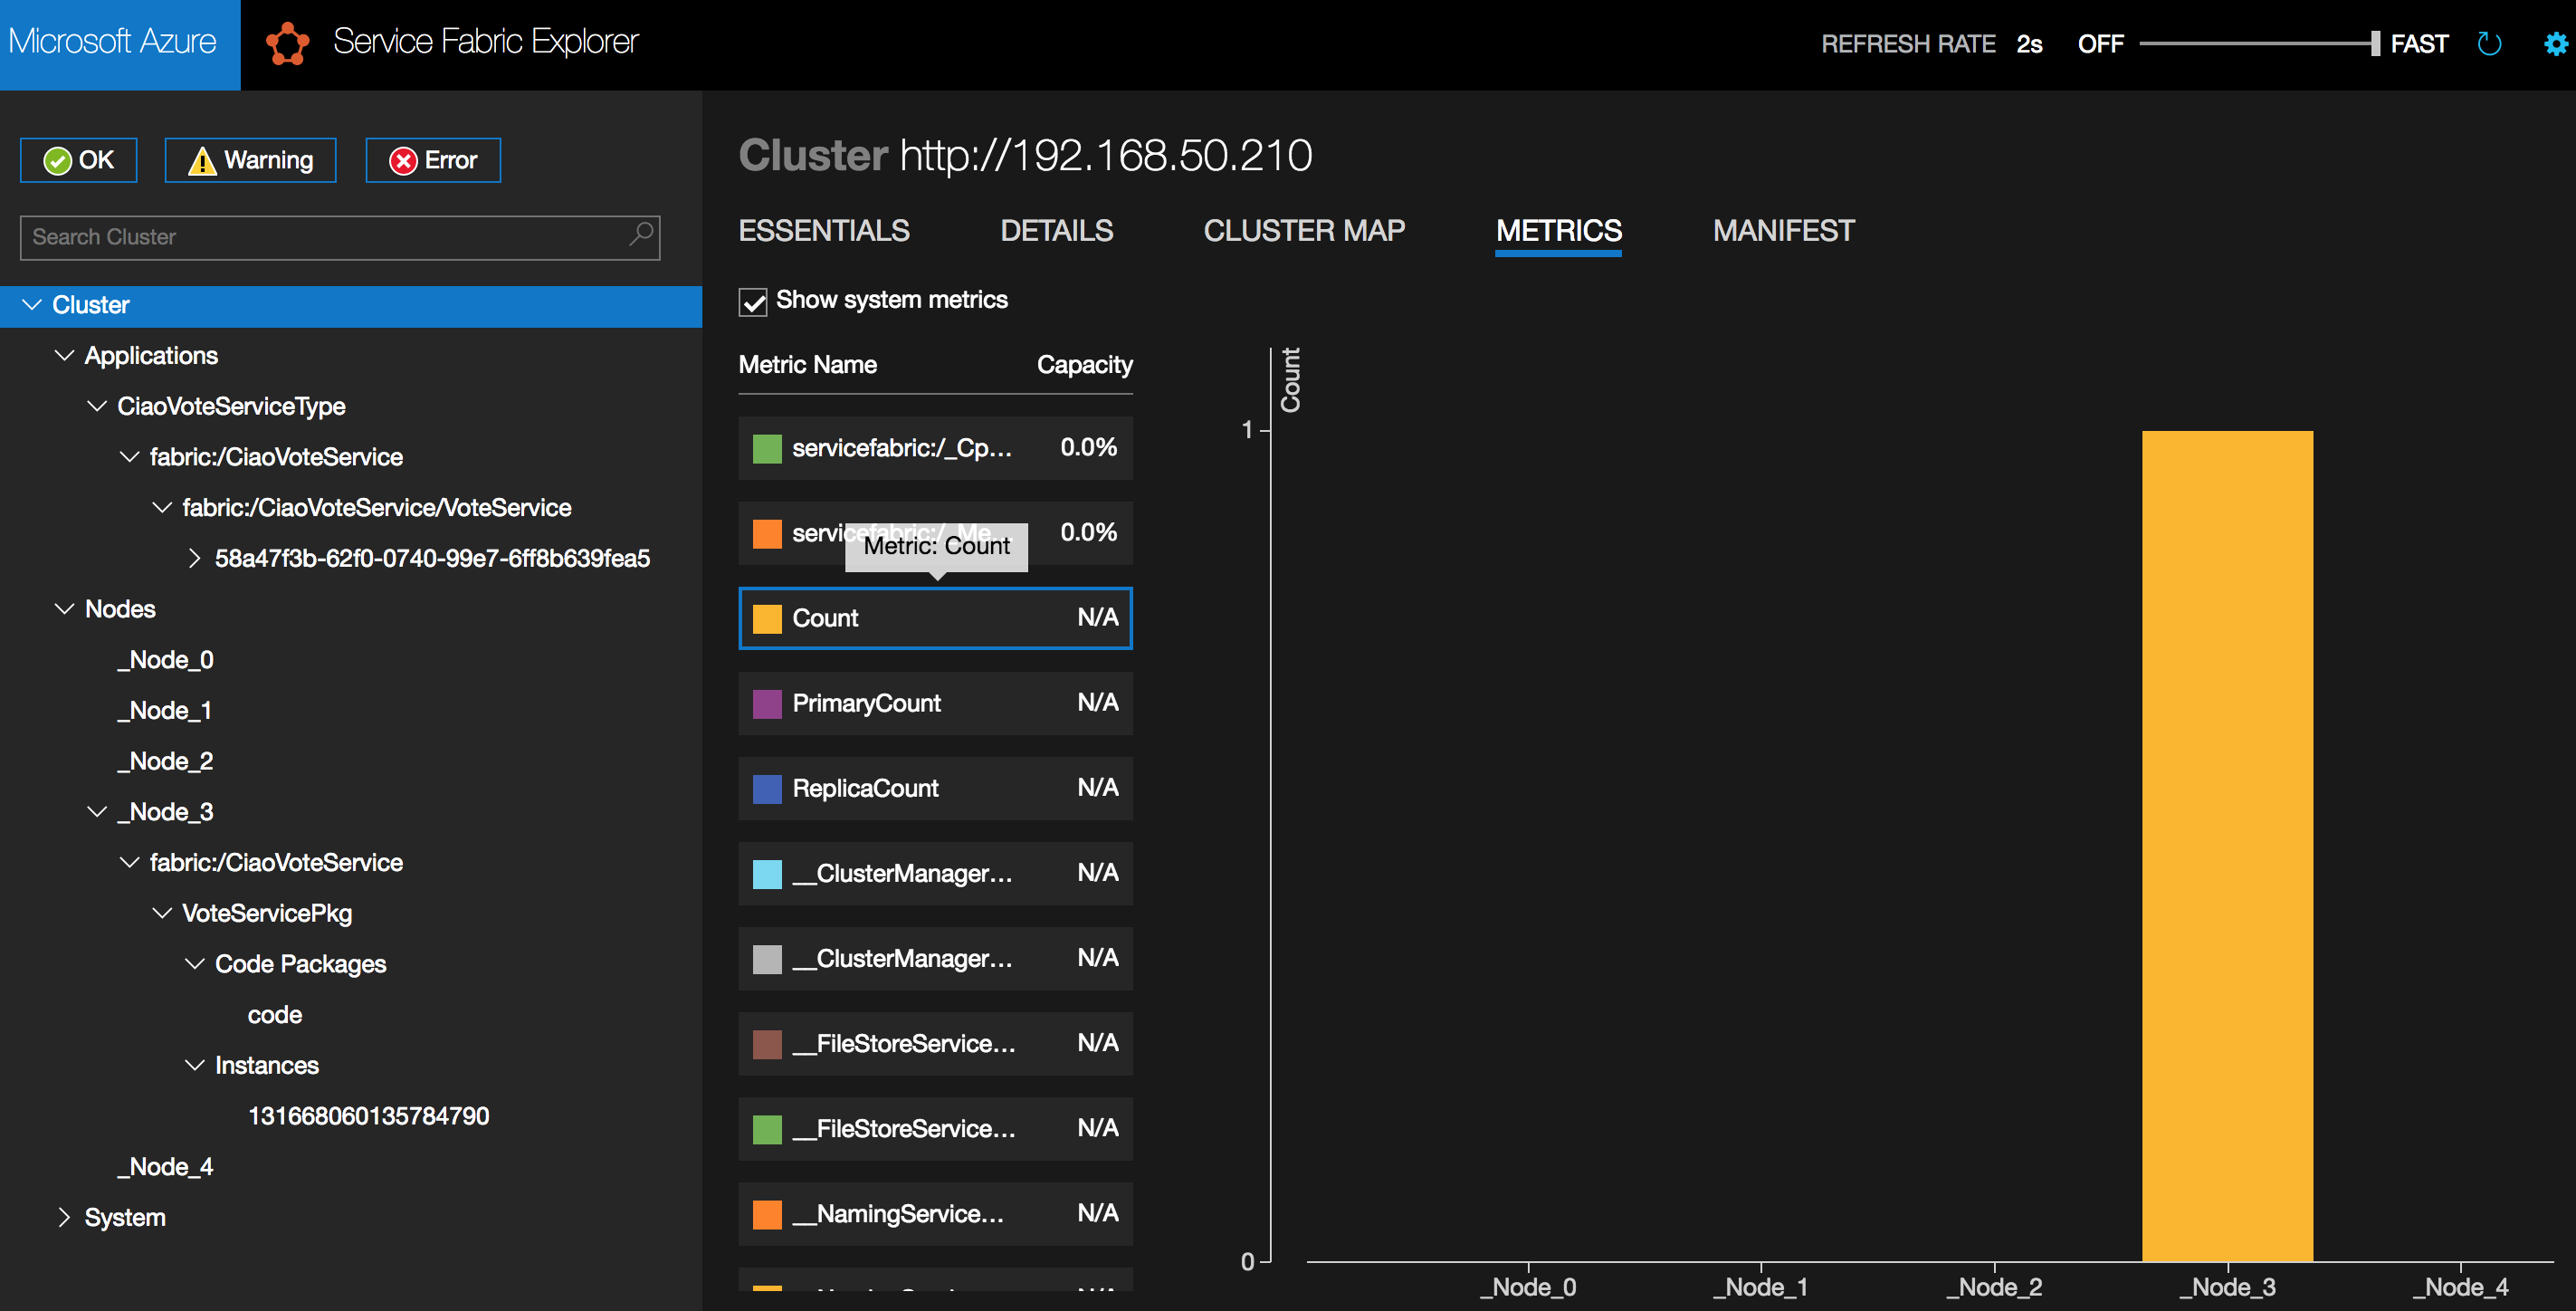 Microsoft Azure
Service Fabric Explorer
REFRESH RATE 2s OFF FAST
OK Warning Error
Search Cluster
Cluster
Applications
CiaoVoteServiceType
fabric:/CiaoVoteService
fabric:/CiaoVoteService/VoteService
58a47f3b-62f0-0740-99e7-6ff8b639fea5
Nodes
_Node_0
_Node_1
_Node_2
_Node_3
fabric:/CiaoVoteService
VoteServicePkg
Code Packages
code
Instances
131668060135784790
_Node_4
System
Cluster http://192.168.50.210
ESSENTIALS DETAILS CLUSTER MAP METRICS MANIFEST
Show system metrics
Metric Name Capacity
servicefabric:/_Cp... 0.0%
servicefabric:/_Me... 0.0%
Metric: Count
Count N/A
PrimaryCount N/A
ReplicaCount N/A
__ClusterManager... N/A
__ClusterManager... N/A
__FileStoreService... N/A
__FileStoreService... N/A
__NamingService... N/A
Count
1
0
_Node_0 _Node_1 _Node_2 _Node_3 _Node_4